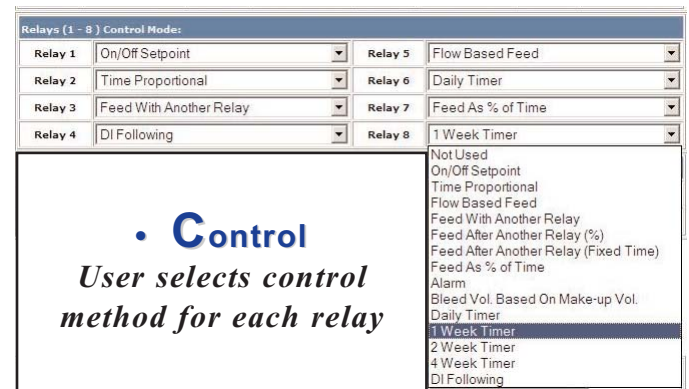 Relays (1 - 8 ) Control Mode:
Relay 1 On/Off Setpoint Relay 5 Flow Based Feed
Relay 2 Time Proportional Relay 6 Daily Timer
Relay 3 Feed With Another Relay Relay 7 Feed As % of Time
Relay 4 DI Following Relay 8 1 Week Timer
Not Used
On/Off Setpoint
Time Proportional
Flow Based Feed
Feed With Another Relay
Feed After Another Relay (%)
Feed After Another Relay (Fixed Time)
Feed As % of Time
Alarm
Bleed Vol. Based On Make-up Vol.
Daily Timer
1 Week Timer
2 Week Timer
4 Week Timer
DI Following
• Control
User selects control
method for each relay